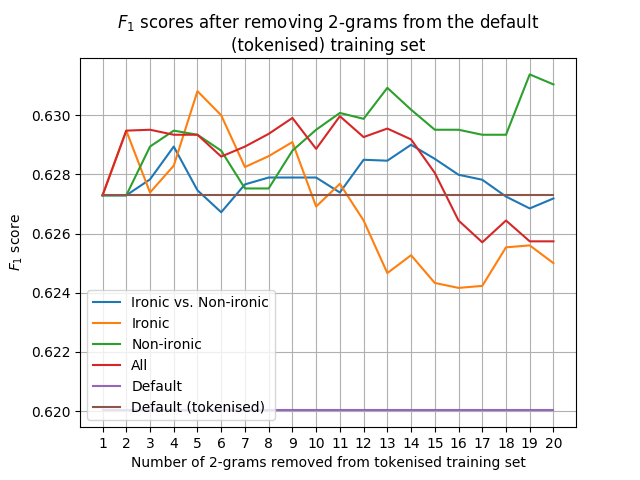 F₁ scores after removing 2-grams from the default
(tokenised) training set
F₁ score
0.630
0.628
0.626
0.624
0.622
0.620
Ironic vs. Non-ironic
Ironic
Non-ironic
All
Default
Default (tokenised)
1 2 3 4 5 6 7 8 9 10 11 12 13 14 15 16 17 18 19 20
Number of 2-grams removed from tokenised training set